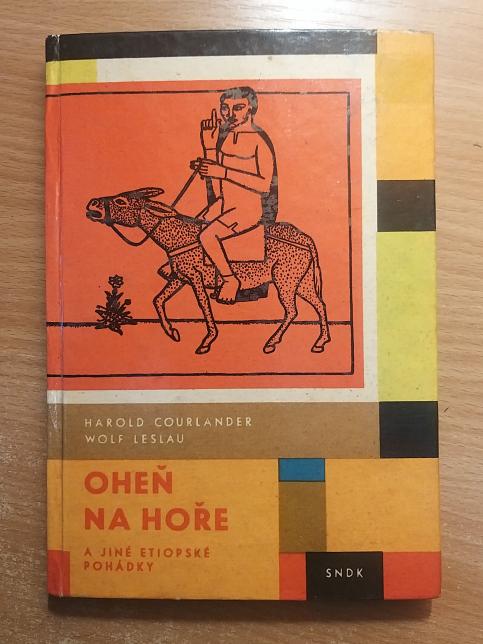 HAROLD COURLANDER
WOLF LESLAU
OHEŇ
NA HOŘE
A JINÉ ETIOPSKÉ
POHÁDKY
SNDK